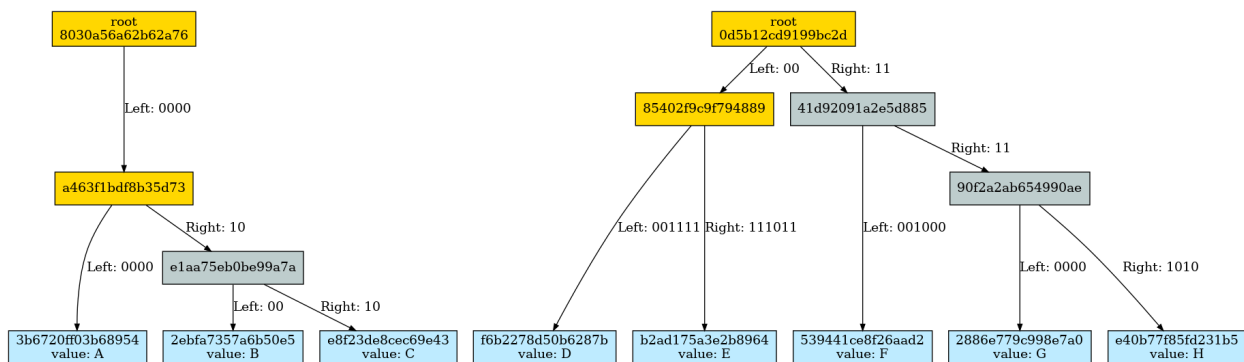 root
8030a56a62b62a76
Left: 0000
a463f1bdf8b35d73
Left: 0000
Right: 10
e1aa75eb0be99a7a
Left: 00
Right: 10
3b6720ff03b68954
value: A
2ebfa7357a6b50e5
value: B
e8f23de8cec69e43
value: C
root
0d5b12cd9199bc2d
Left: 00
Right: 11
85402f9c9f794889
41d92091a2e5d885
Left: 001111
Right: 111011
Left: 001000
Right: 11
90f2a2ab654990ae
Left: 0000
Right: 1010
f6b2278d50b6287b
value: D
b2ad175a3e2b8964
value: E
539441ce8f26aad2
value: F
2886e779c998e7a0
value: G
e40b77f85fd231b5
value: H